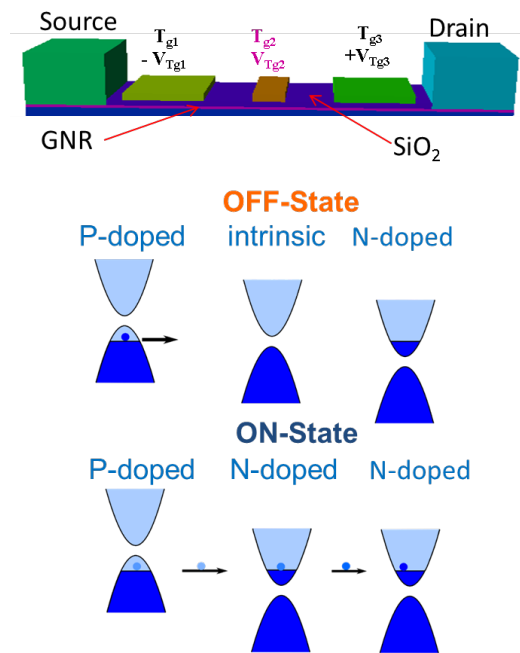 Source
Drain
Tg1
Tg2
Tg3
- VTg1
VTg2
+VTg3
GNR
SiO2
OFF-State
P-doped
intrinsic
N-doped
ON-State
P-doped
N-doped
N-doped